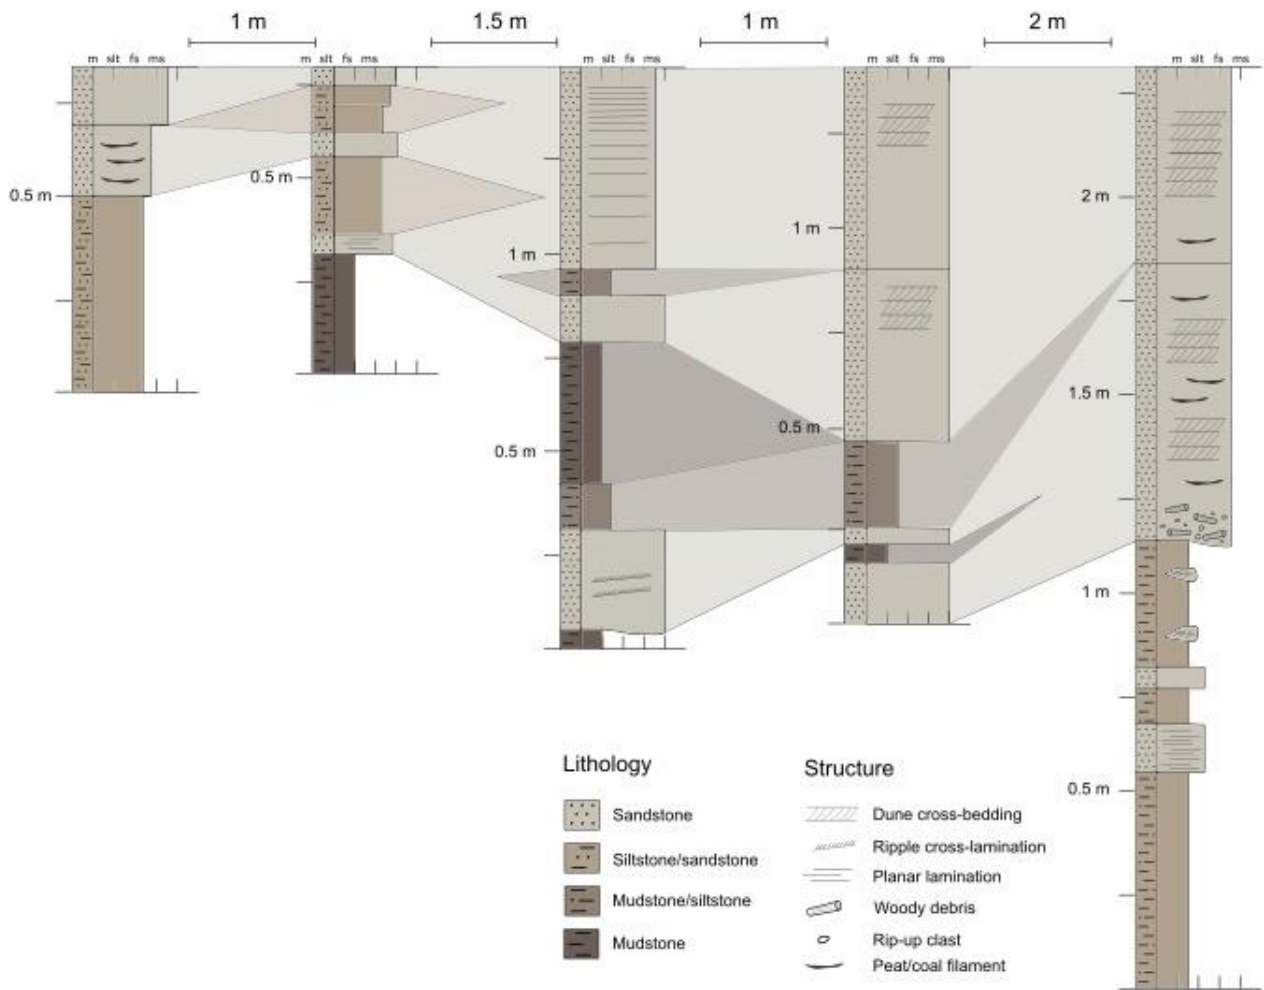 1 m 1.5 m 1 m 2 m
m slt fs ms m slt fs ms m slt fs ms m slt fs ms m slt fs ms
0.5 m
0.5 m
1 m
0.5 m
1 m
0.5 m
2 m
1.5 m
1 m
0.5 m
Lithology
Sandstone
Siltstone/sandstone
Mudstone/siltstone
Mudstone
Structure
Dune cross-bedding
Ripple cross-lamination
Planar lamination
Woody debris
Rip-up clast
Peat/coal filament